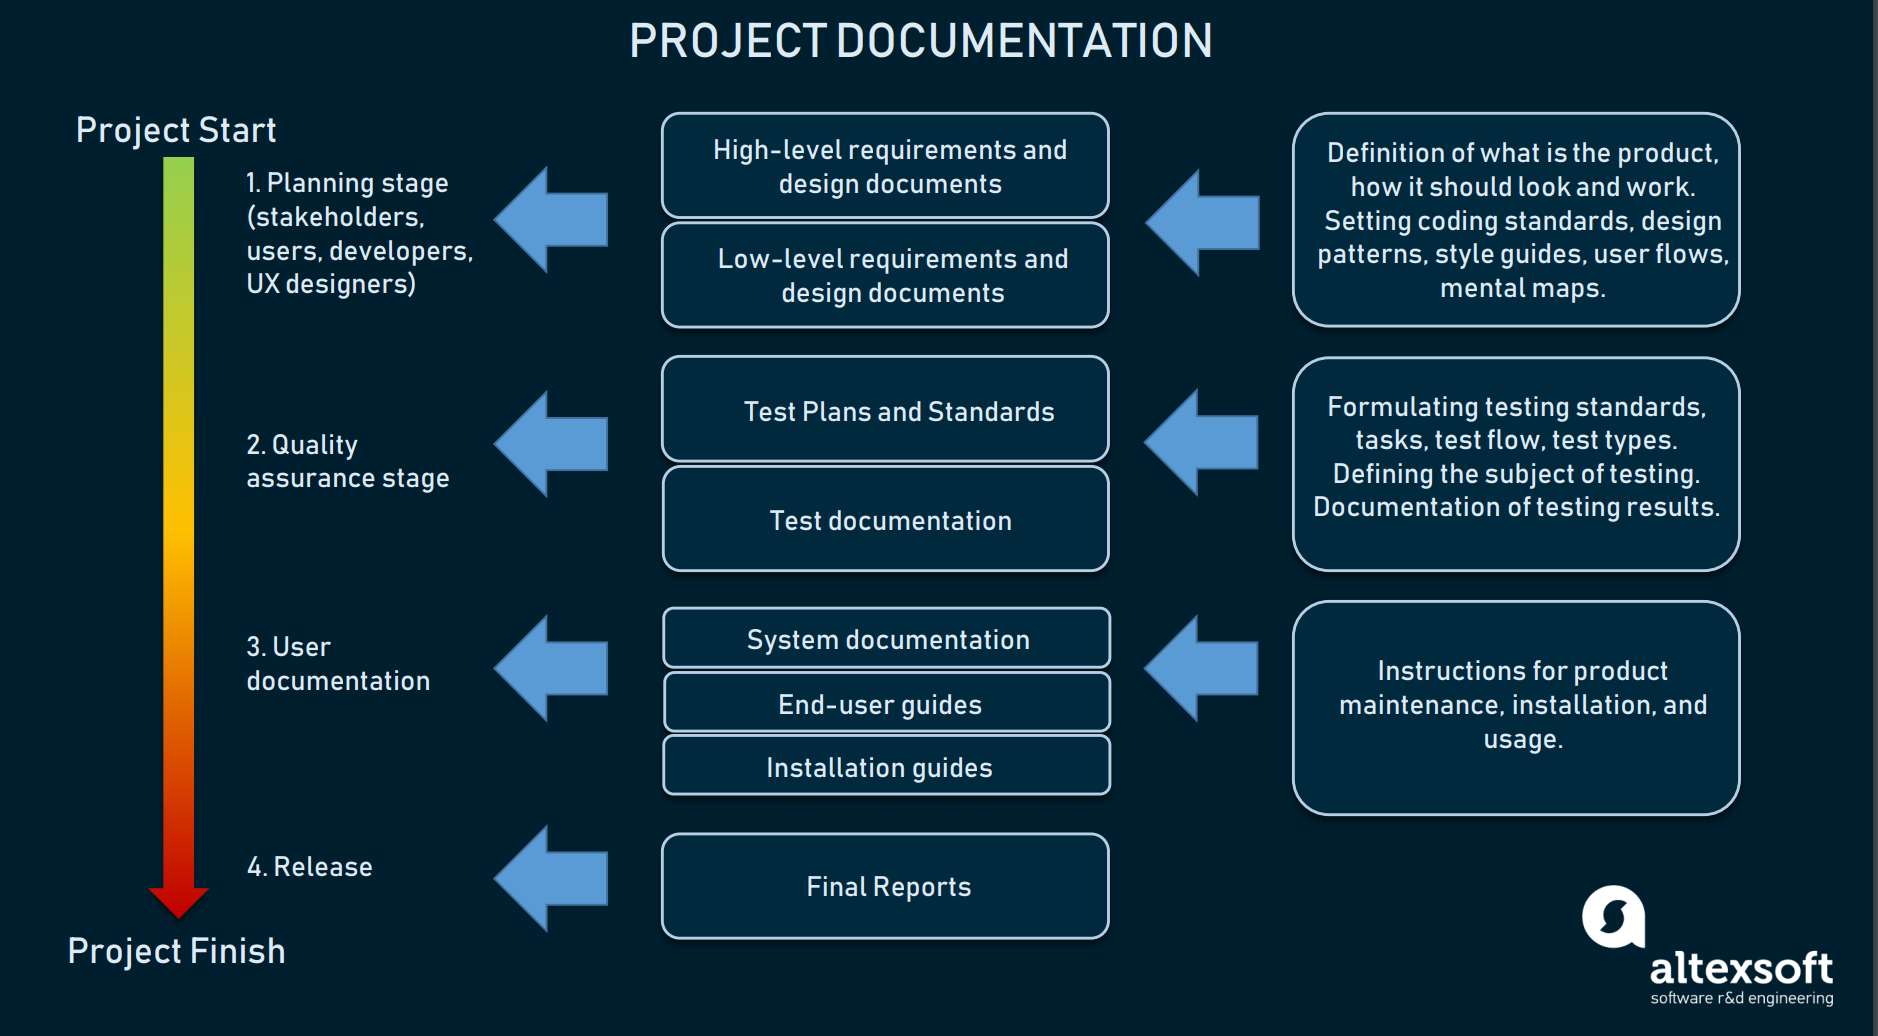 PROJECT DOCUMENTATION
Project Start
1. Planning stage
(stakeholders,
users, developers,
UX designers)
High-level requirements and
design documents
Low-level requirements and
design documents
Definition of what is the product,
how it should look and work.
Setting coding standards, design
patterns, style guides, user flows,
mental maps.
2. Quality
assurance stage
Test Plans and Standards
Test documentation
Formulating testing standards,
tasks, test flow, test types.
Defining the subject of testing.
Documentation of testing results.
3. User
documentation
System documentation
End-user guides
Installation guides
Instructions for product
maintenance, installation, and
usage.
4. Release
Final Reports
Project Finish
altexsoft
software r&d engineering